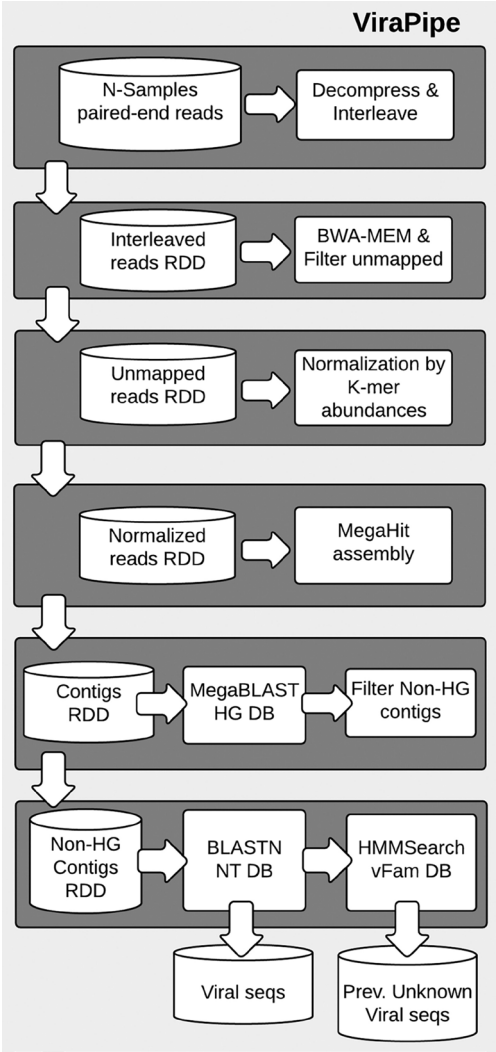 ViraPipe
N-Samples
paired-end reads
Decompress &
Interleave
Interleaved
reads RDD
BWA-MEM &
Filter unmapped
Unmapped
reads RDD
Normalization by
K-mer
abundances
Normalized
reads RDD
MegaHit
assembly
Contigs
RDD
MegaBLAST
HG DB
Filter Non-HG
contigs
Non-HG
Contigs
RDD
BLASTN
NT DB
HMMSearch
vFam DB
Viral seqs
Prev. Unknown
Viral seqs